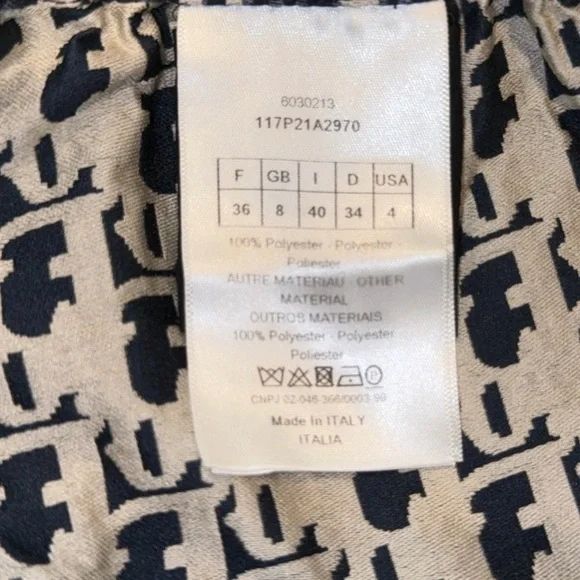 6030213
117P21A2970
F GB I D USA
36 8 40 34 4
100% Polyester - Polyester -
Poliester
AUTRE MATERIAU - OTHER
MATERIAL
OUTROS MATERIAIS
100% Polyester - Polyester
Poliester
P
CNPJ 02-046-366/0003-98
Made in ITALY
ITALIA